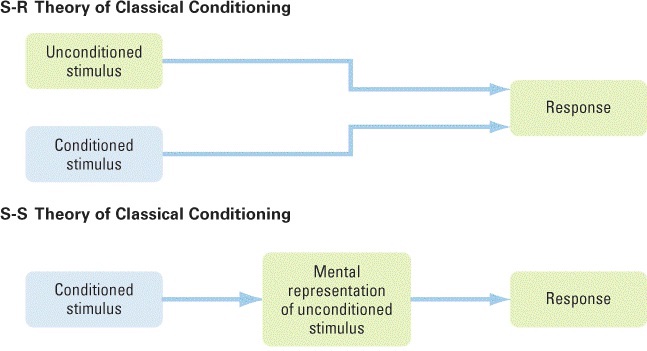 S-R Theory of Classical Conditioning
Unconditioned
stimulus
Response
Conditioned
stimulus
S-S Theory of Classical Conditioning
Conditioned
stimulus
Mental
representation
of unconditioned
stimulus
Response